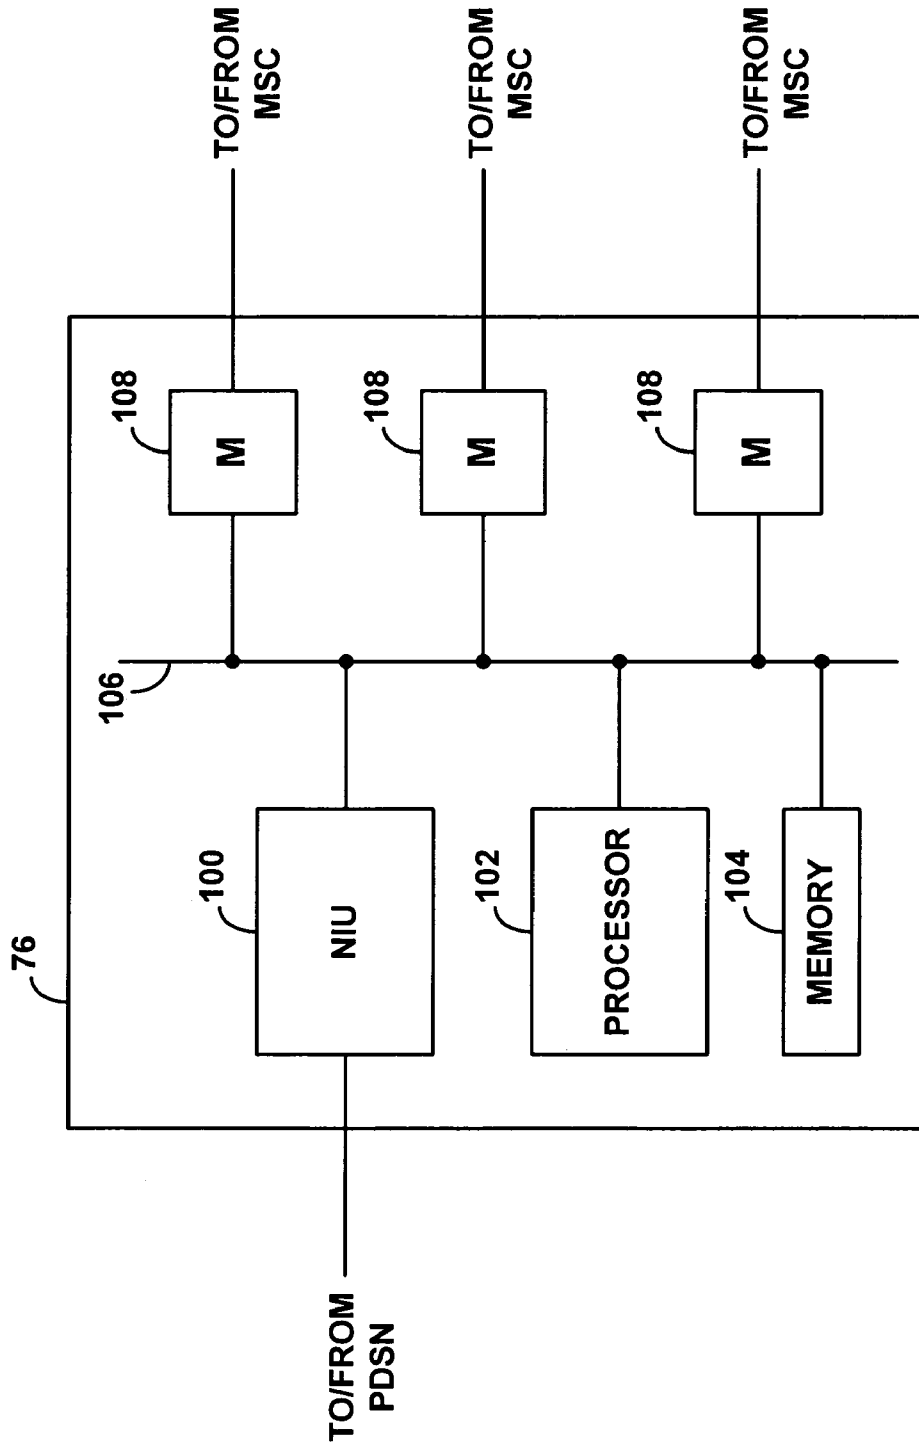 76
TO/FROM
PDSN
100
NIU
102
PROCESSOR
104
MEMORY
106
108
M
TO/FROM
MSC
108
M
TO/FROM
MSC
108
M
TO/FROM
MSC